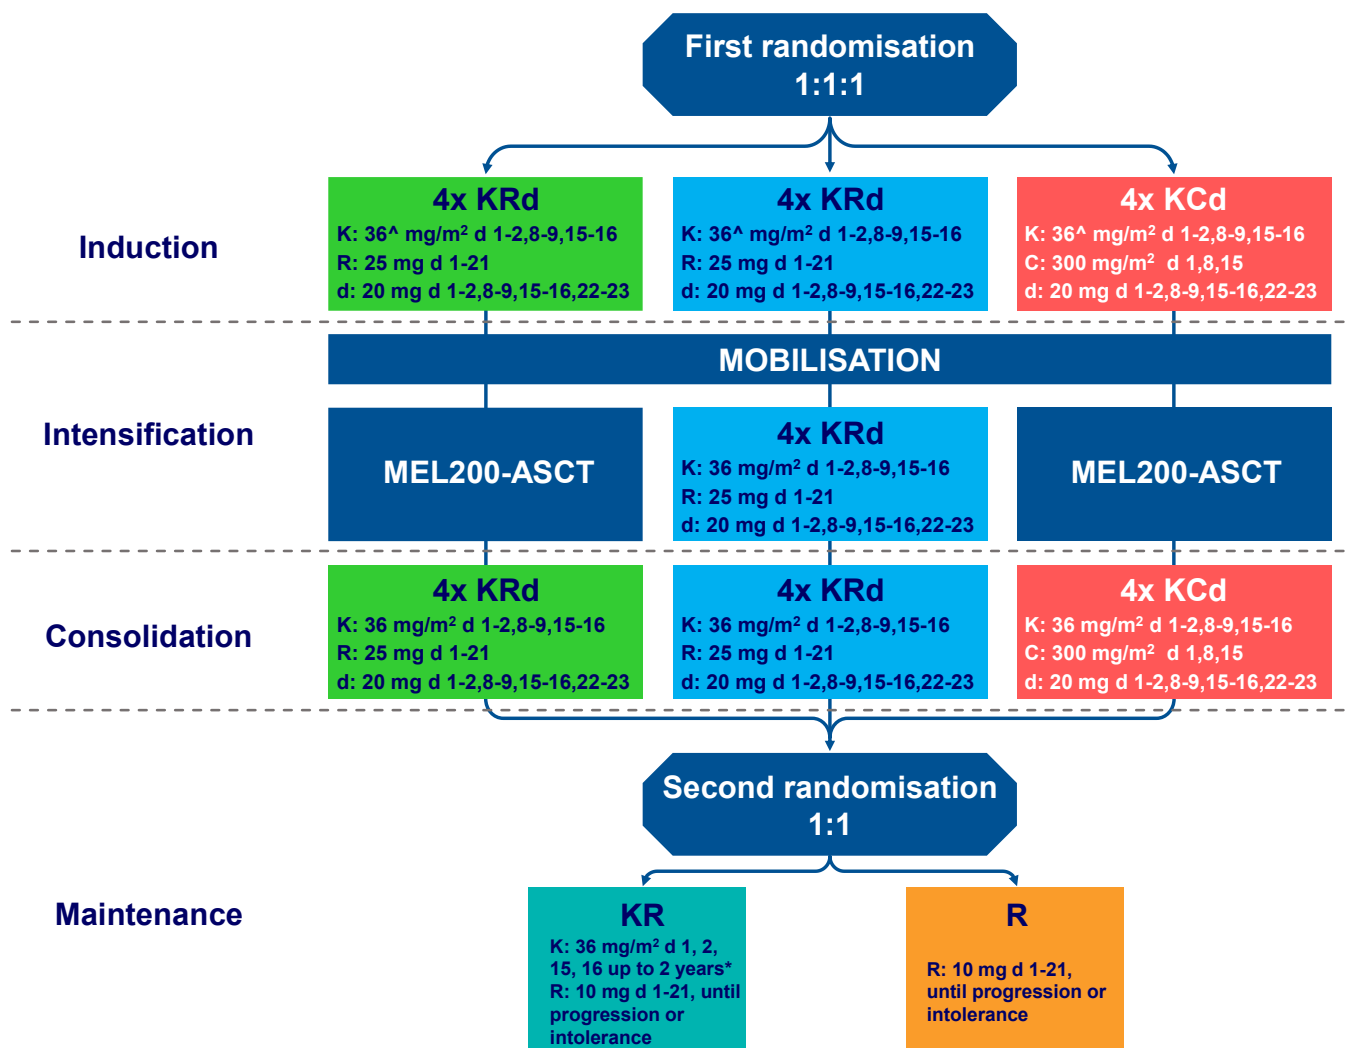 First randomisation
1:1:1
Induction
4x KRd
K: 36^ mg/m² d 1-2,8-9,15-16
R: 25 mg d 1-21
d: 20 mg d 1-2,8-9,15-16,22-23
4x KRd
K: 36^ mg/m² d 1-2,8-9,15-16
R: 25 mg d 1-21
d: 20 mg d 1-2,8-9,15-16,22-23
4x KCd
K: 36^ mg/m² d 1-2,8-9,15-16
C: 300 mg/m² d 1,8,15
d: 20 mg d 1-2,8-9,15-16,22-23
MOBILISATION
Intensification
MEL200-ASCT
4x KRd
K: 36 mg/m² d 1-2,8-9,15-16
R: 25 mg d 1-21
d: 20 mg d 1-2,8-9,15-16,22-23
MEL200-ASCT
Consolidation
4x KRd
K: 36 mg/m² d 1-2,8-9,15-16
R: 25 mg d 1-21
d: 20 mg d 1-2,8-9,15-16,22-23
4x KRd
K: 36 mg/m² d 1-2,8-9,15-16
R: 25 mg d 1-21
d: 20 mg d 1-2,8-9,15-16,22-23
4x KCd
K: 36 mg/m² d 1-2,8-9,15-16
C: 300 mg/m² d 1,8,15
d: 20 mg d 1-2,8-9,15-16,22-23
Second randomisation
1:1
Maintenance
KR
K: 36 mg/m² d 1, 2,
15, 16 up to 2 years*
R: 10 mg d 1-21, until
progression or
intolerance
R
R: 10 mg d 1-21,
until progression or
intolerance